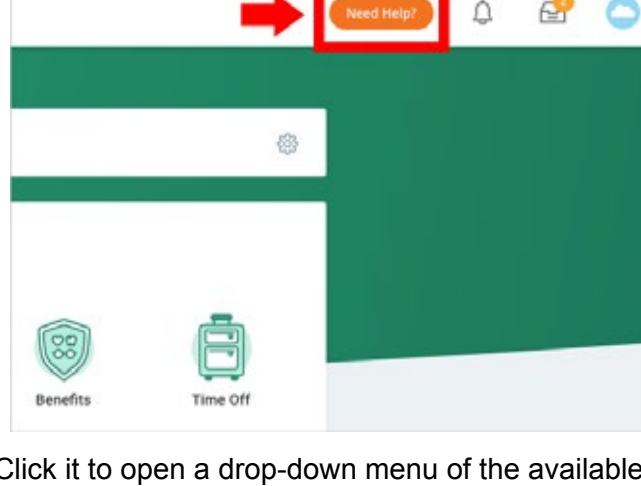 Need Help?
Benefits
Time Off
Click it to open a drop-down menu of the available